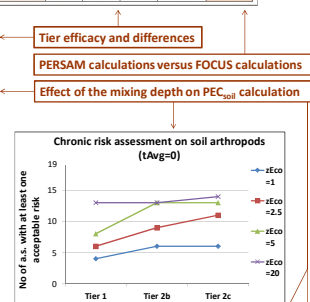 Tier efficacy and differences
PERSAM calculations versus FOCUS calculations
Effect of the mixing depth on PECsoil calculation
Chronic risk assessment on soil arthropods
(tAvg=0)
No of a.s. with at least one
acceptable risk
19
15
10
5
0
Tier 1
Tier 2b
Tier 2c
zEco
=1
zEco
=2.5
zEco
=5
zEco
=20